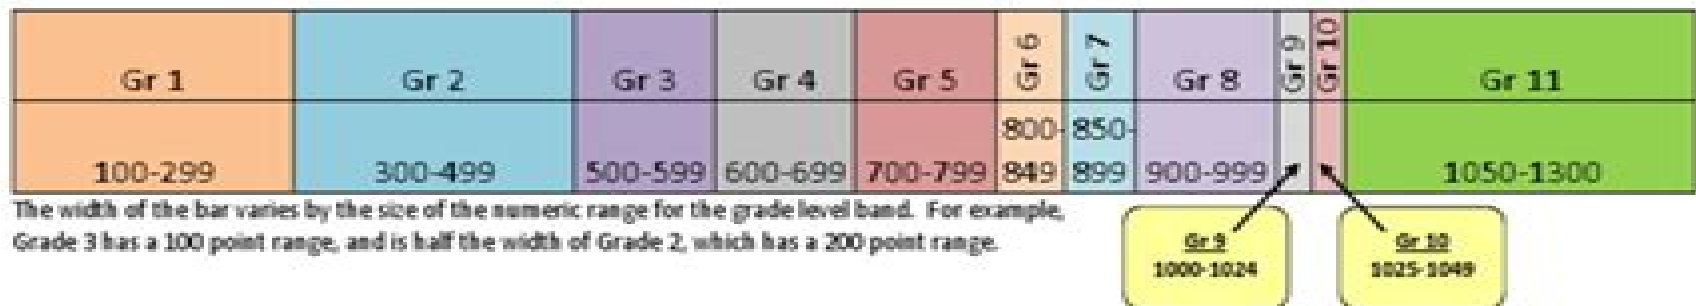 Gr 1 Gr 2 Gr 3 Gr 4 Gr 5 Gr 6 Gr 7 Gr 8 Gr 9 Gr 10 Gr 11
100-299 300-499 500-599 600-699 700-799 800-849 850-899 900-999 1050-1300
The width of the bar varies by the size of the numeric range for the grade level band. For example,
Grade 3 has a 100 point range, and is half the width of Grade 2, which has a 200 point range.
Gr 9
1000-1024
Gr 10
1025-1049